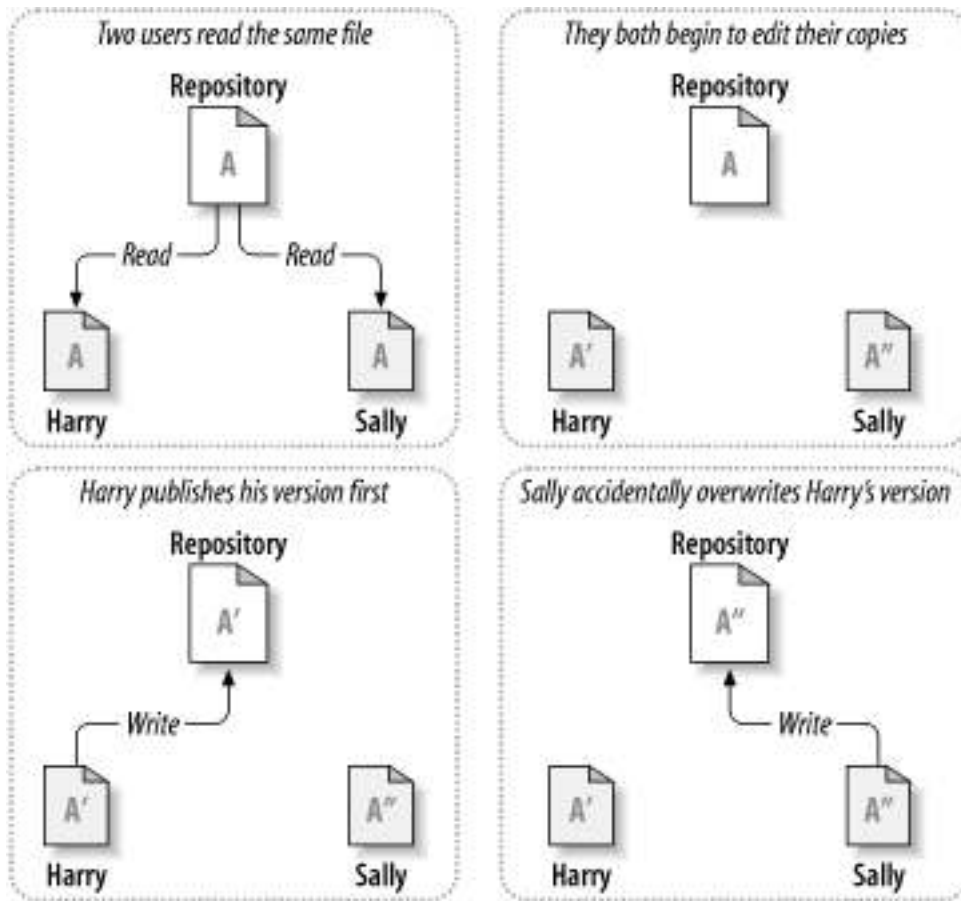 Two users read the same file
Repository
A
Read
Read
A
A
Harry
Sally
They both begin to edit their copies
Repository
A
A′
A″
Harry
Sally
Harry publishes his version first
Repository
A′
Write
A′
A″
Harry
Sally
Sally accidentally overwrites Harry’s version
Repository
A″
Write
A′
A″
Harry
Sally